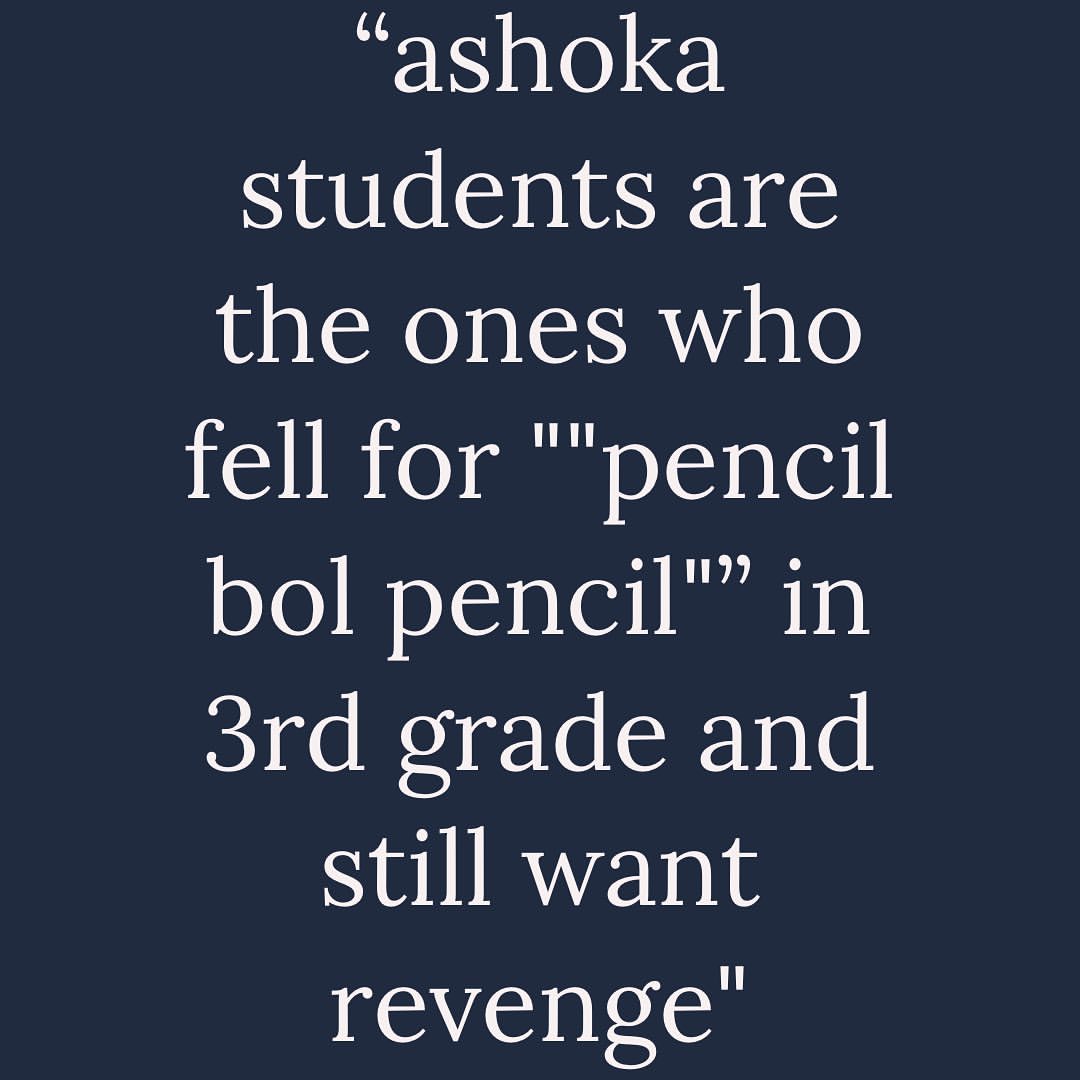 “ashoka
students are
the ones who
fell for ""pencil
bol pencil"” in
3rd grade and
still want
revenge"